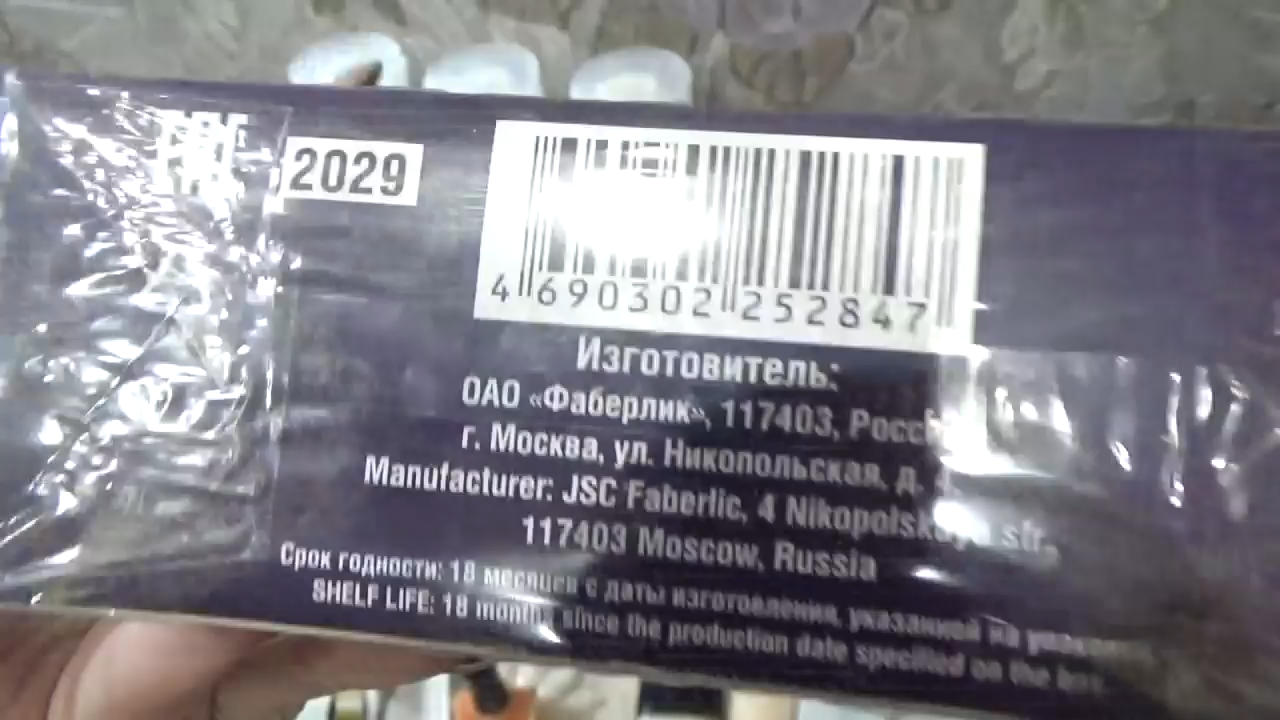 EAC
2029
4 690302 252847
Изготовитель:
ОАО «Фаберлик», 117403, Россия
г. Москва, ул. Никопольская, д.
Manufacturer: JSC Faberlic, 4 Nikopolskaya str.,
117403 Moscow, Russia
Срок годности: 18 месяцев с даты изготовления, указанной на упаковке
SHELF LIFE: 18 months since the production date specified on the box